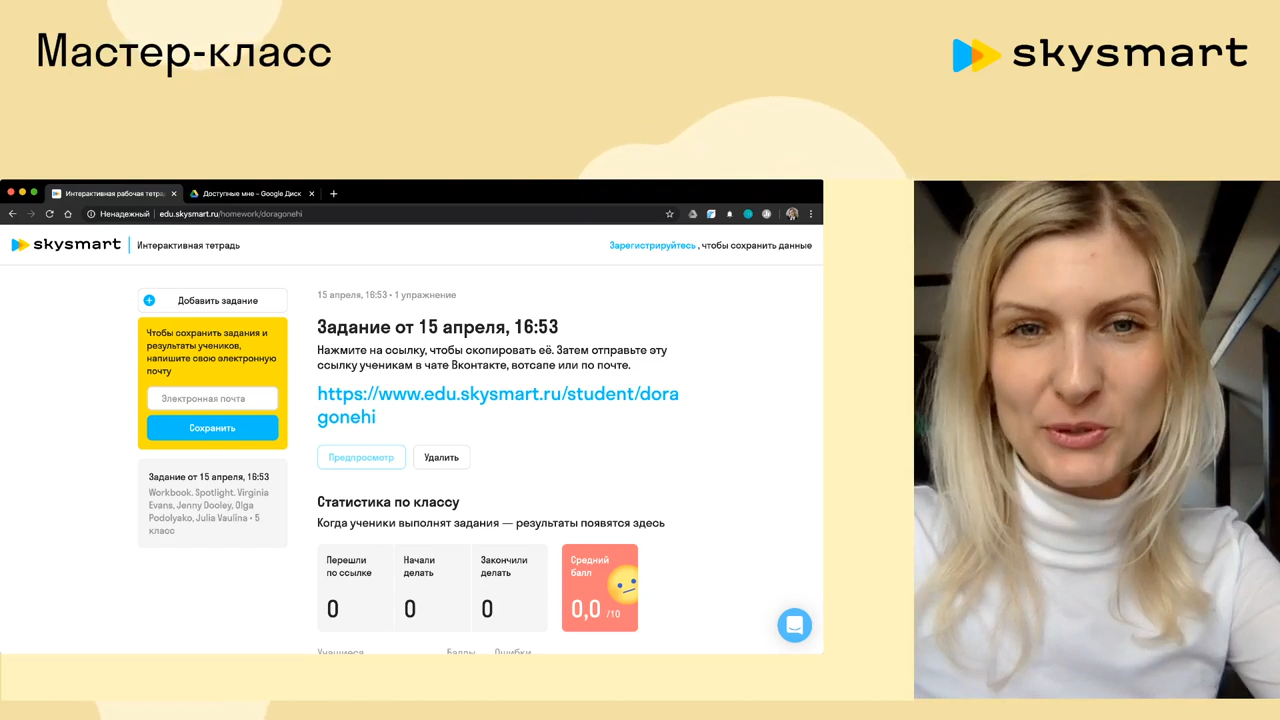 Мастер-класс
skysmart
Интерактивная рабочая тетра
Доступные мне – Google Диск
Ненадежный
edu.skysmart.ru/homework/doragonehi
skysmart
Интерактивная тетрадь
Зарегистрируйтесь , чтобы сохранить данные
Добавить задание
Чтобы сохранить задания и
результаты учеников,
напишите свою электронную
почту
Электронная почта
Сохранить
Задание от 15 апреля, 16:53
Workbook. Spotlight. Virginia
Evans, Jenny Dooley, Olga
Podolyako, Julia Vaulina • 5
класс
15 апреля, 16:53 • 1 упражнение
Задание от 15 апреля, 16:53
Нажмите на ссылку, чтобы скопировать её. Затем отправьте эту
ссылку ученикам в чате Вконтакте, вотсапе или по почте.
https://www.edu.skysmart.ru/student/dora
gonehi
Предпросмотр
Удалить
Статистика по классу
Когда ученики выполнят задания — результаты появятся здесь
Перешли
по ссылке
0
Начали
делать
0
Закончили
делать
0
Средний
балл
0,0 /10
Учащиеся
Баллы
Ошибки